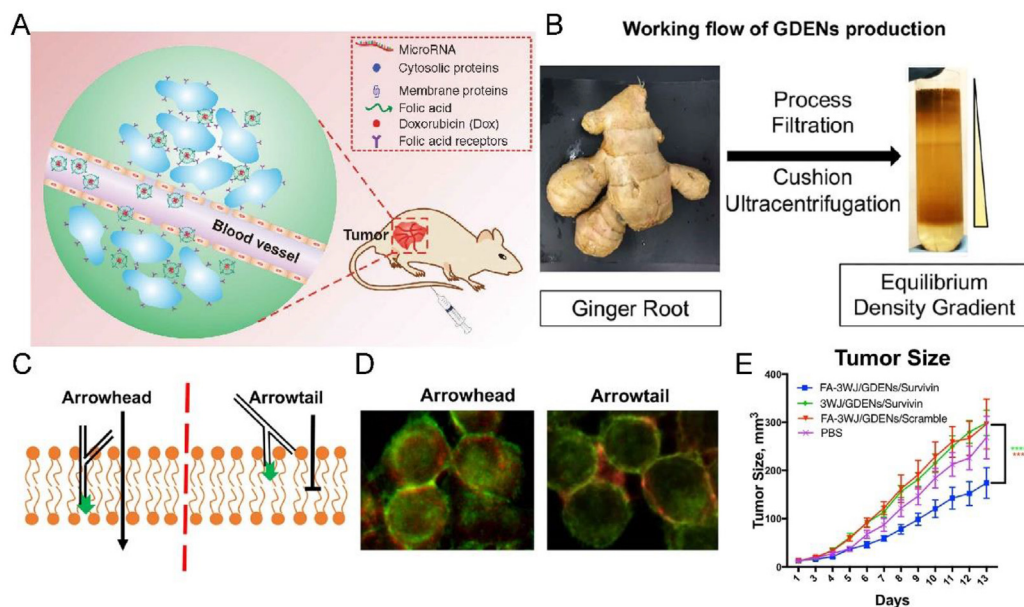 A
MicroRNA
Cytosolic proteins
Membrane proteins
Folic acid
Doxorubicin (Dox)
Folic acid receptors
Blood vessel
Tumor
B
Working flow of GDENs production
Process
Filtration
Cushion
Ultracentrifugation
Ginger Root
Equilibrium
Density Gradient
C
Arrowhead
Arrowtail
D
Arrowhead
Arrowtail
E
Tumor Size
FA-3WJ/GDENs/Survivin
3WJ/GDENs/Survivin
FA-3WJ/GDENs/Scramble
PBS
Tumor Size, mm³
400
300
200
100
0
1
3
4
5
6
7
8
9
10
11
12
13
Days